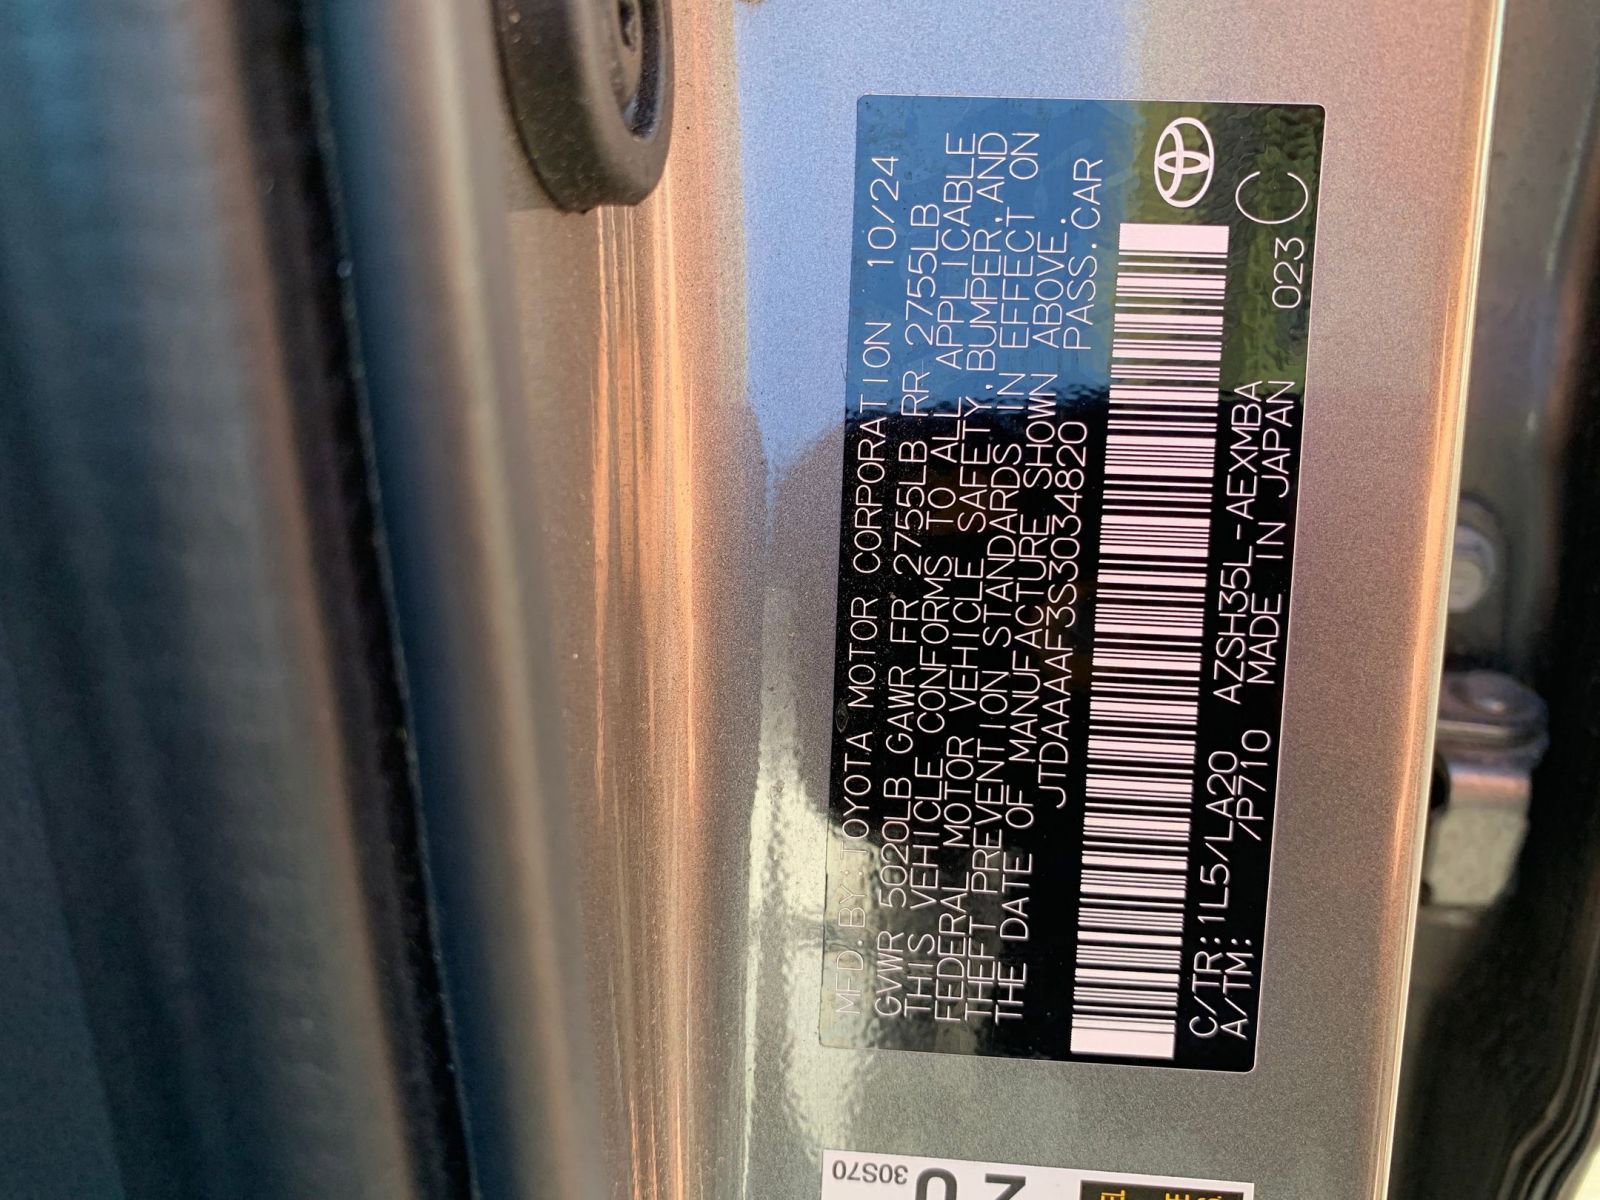 MFD.BY:TOYOTA MOTOR CORPORATION 10/24
GVWR 5020LB GAWR FR 2755LB RR 2755LB
THIS VEHICLE CONFORMS TO ALL APPLICABLE
FEDERAL MOTOR VEHICLE SAFETY,BUMPER,AND
THEFT PREVENTION STANDARDS IN EFFECT ON
THE DATE OF MANUFACTURE SHOWN ABOVE.
JTDAAAAF3S3034820 PASS.CAR
C/TR:1L5/LA20 AZSH35L-AEXMBA
A/TM: /P710 MADE IN JAPAN 023 C
30S70